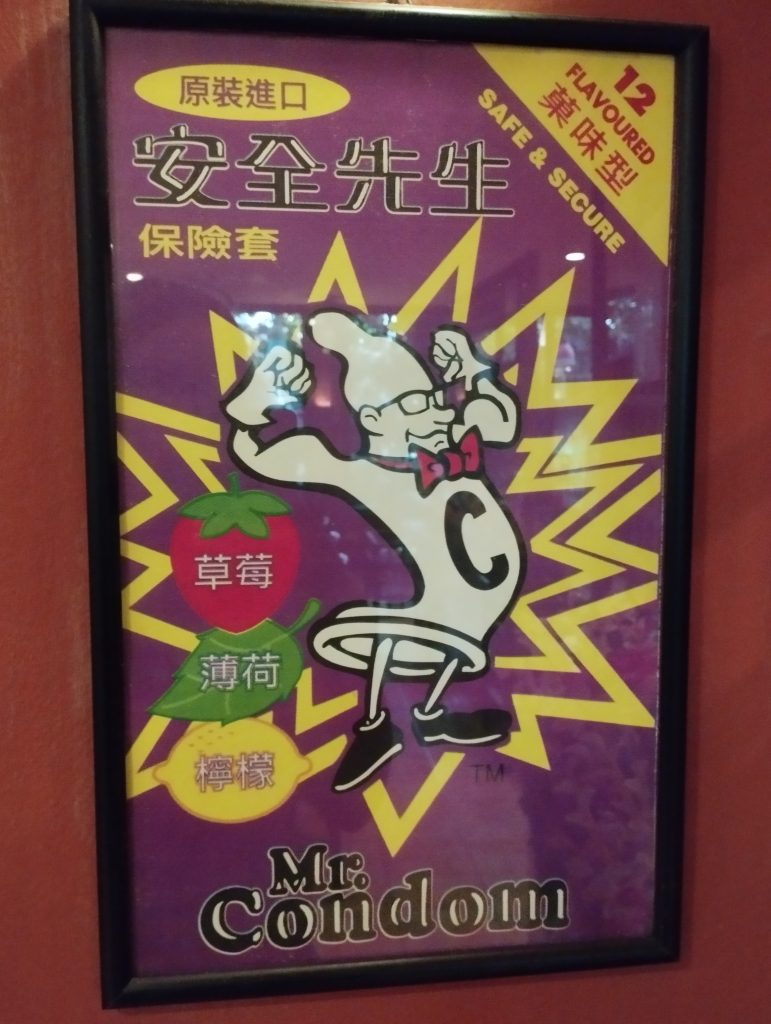 原裝進口
安全先生
保險套
12
FLAVOURED
菓味型
SAFE & SECURE
C
草莓
薄荷
檸檬
TM
Mr.
Condom